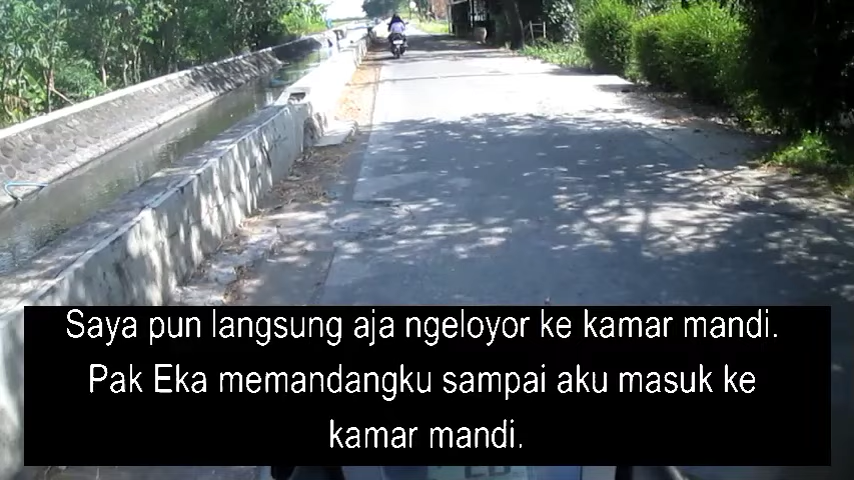 Saya pun langsung aja ngeloyor ke kamar mandi.
Pak Eka memandangku sampai aku masuk ke
kamar mandi.